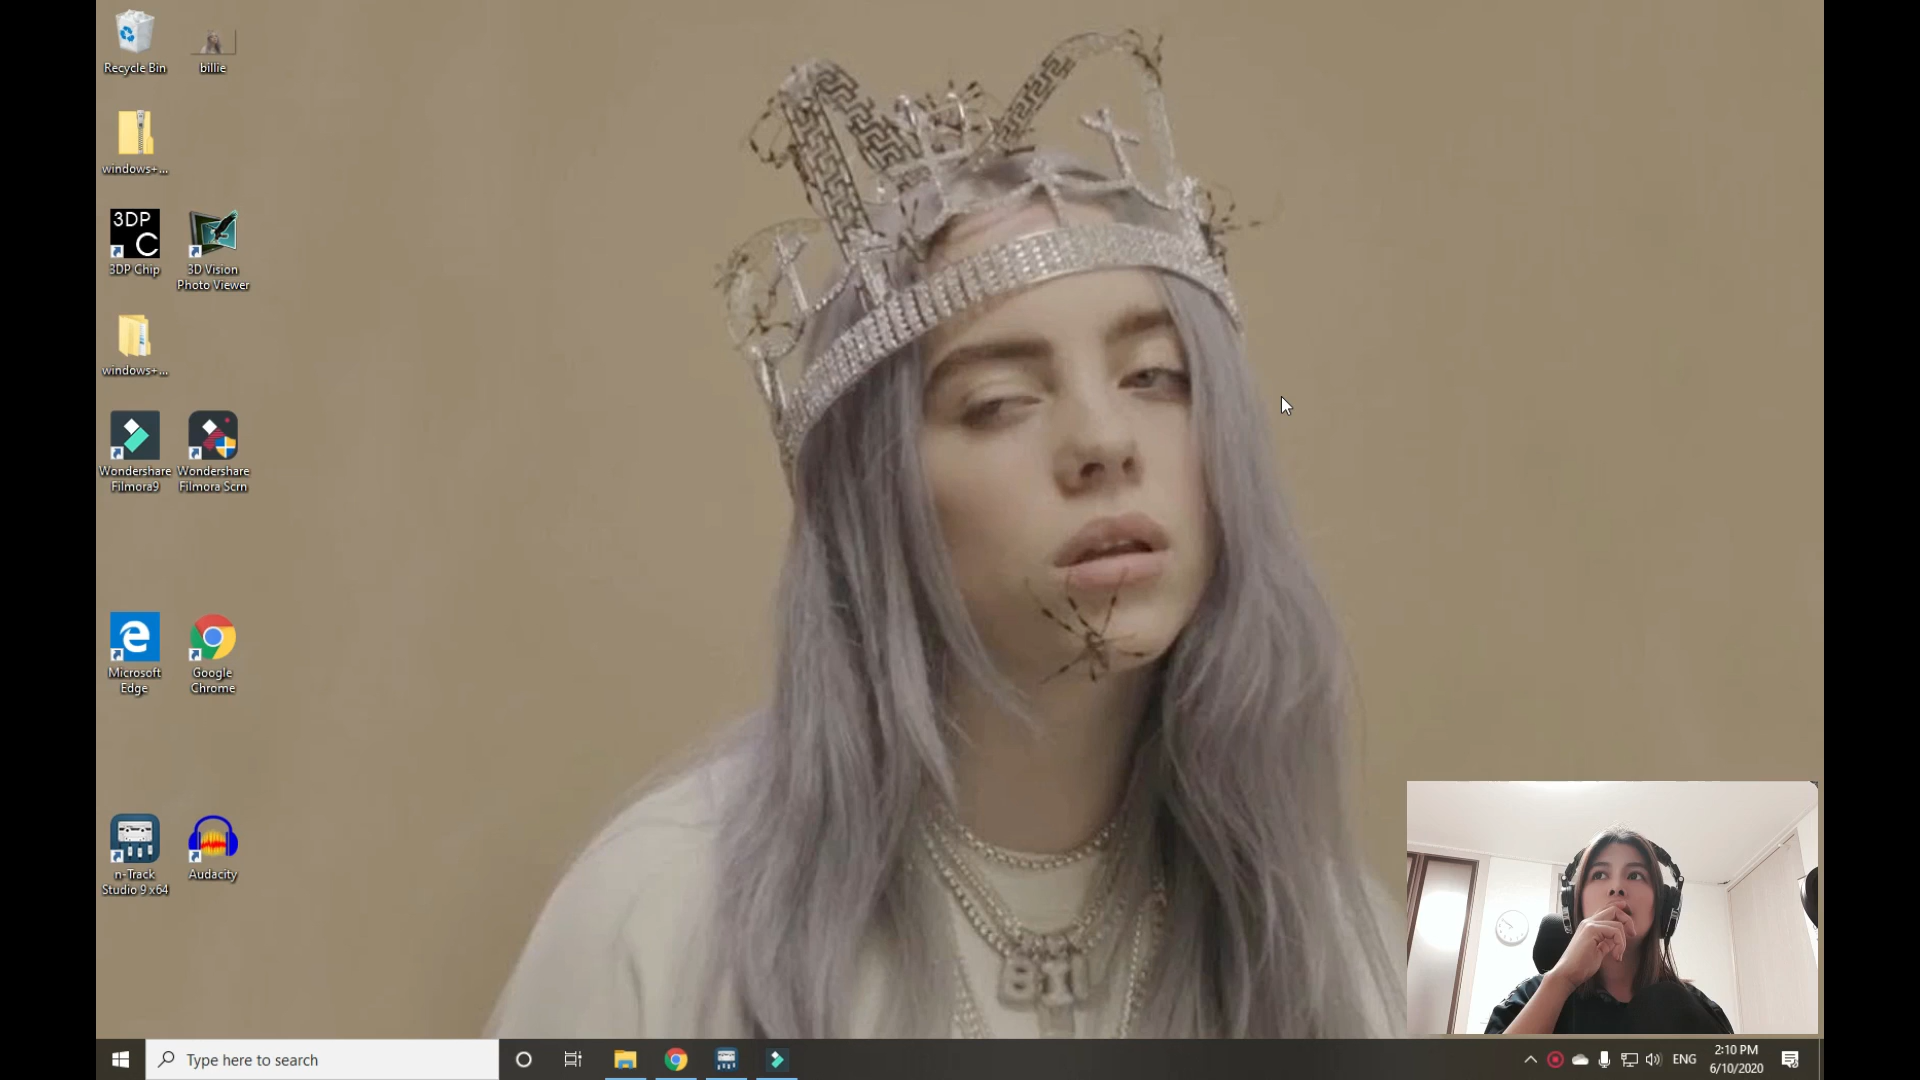 Recycle Bin
billie
windows+...
3DP
C
3DP Chip
3D Vision
Photo Viewer
windows+...
Wondershare
Filmora9
Wondershare
Filmora Scrn
Microsoft
Edge
Google
Chrome
n-Track
Studio 9 x64
Audacity
BIL
Type here to search
ENG
2:10 PM
6/10/2020